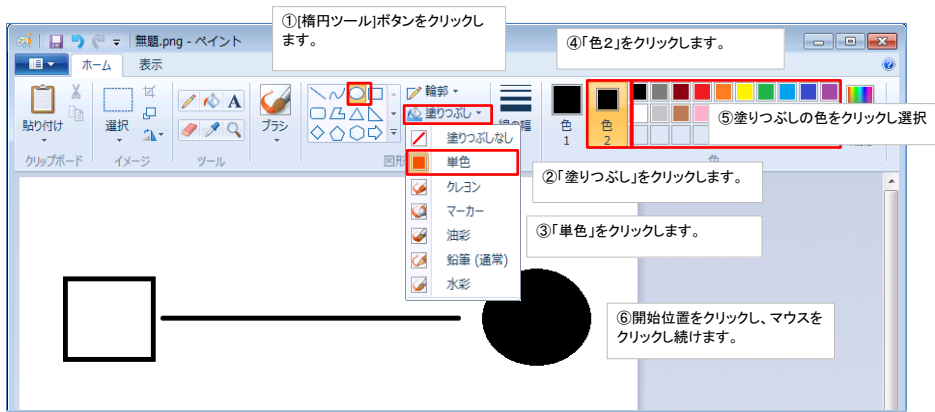 ①[楕円ツール]ボタンをクリックし
ます。
無題.png - ペイント
④「色2」をクリックします。
ホーム 表示
貼り付け
選択
A
ブラシ
輪郭
塗りつぶし
の幅
色
1
色
2
⑤塗りつぶしの色をクリックし選択
クリップボード
イメージ
ツール
図形
色
塗りつぶしなし
単色
クレヨン
マーカー
油彩
鉛筆 (通常)
水彩
②「塗りつぶし」をクリックします。
③「単色」をクリックします。
⑥開始位置をクリックし、マウスを
クリックし続けます。